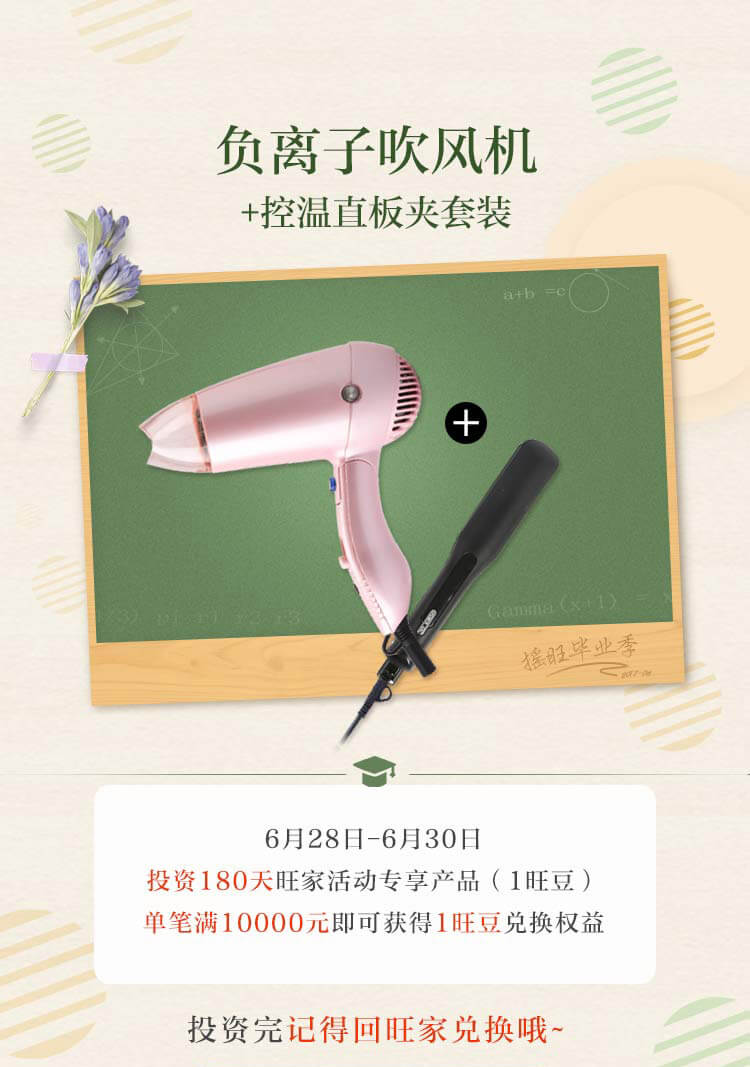 负离子吹风机
+控温直板夹套装
a+b =c
Gamma(x+1) =
摇旺毕业季
2017-06
6月28日-6月30日
投资180天旺家活动专享产品（1旺豆）
单笔满10000元即可获得1旺豆兑换权益
投资完记得回旺家兑换哦~